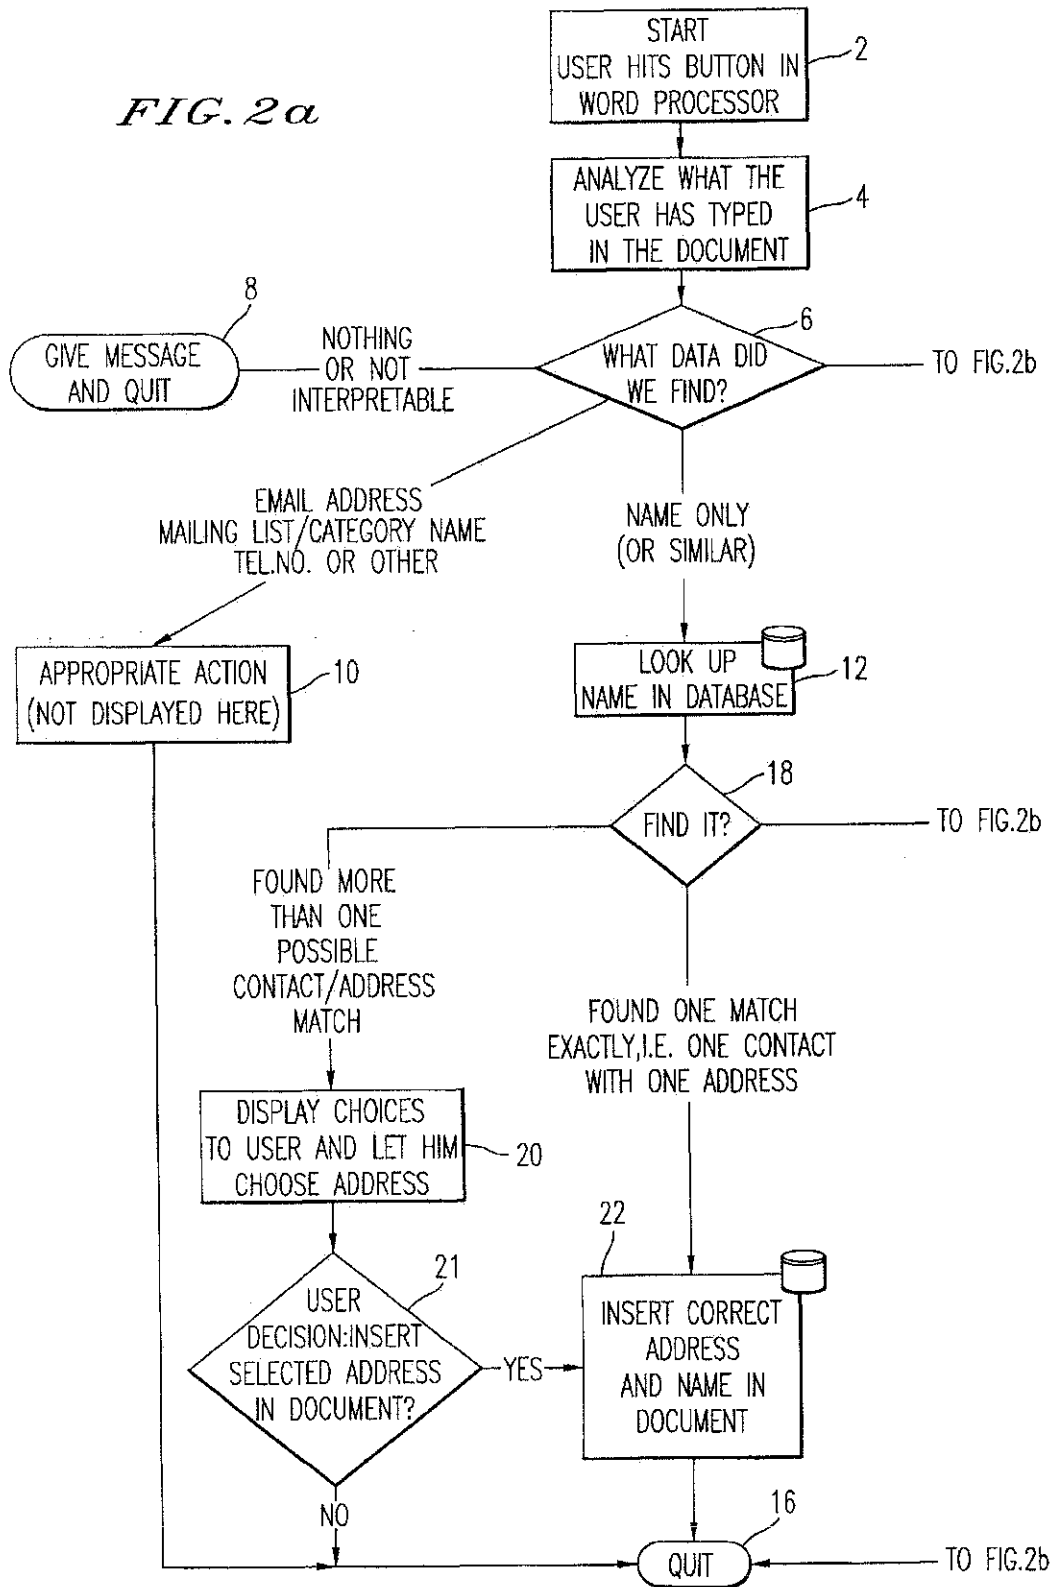 FIG. 2a
START
USER HITS BUTTON IN
WORD PROCESSOR
2
ANALYZE WHAT THE
USER HAS TYPED
IN THE DOCUMENT
4
8
GIVE MESSAGE
AND QUIT
NOTHING
OR NOT
INTERPRETABLE
6
WHAT DATA DID
WE FIND?
TO FIG.2b
EMAIL ADDRESS
MAILING LIST/CATEGORY NAME
TEL.NO. OR OTHER
NAME ONLY
(OR SIMILAR)
APPROPRIATE ACTION
(NOT DISPLAYED HERE)
10
LOOK UP
NAME IN DATABASE
12
18
FIND IT?
TO FIG.2b
FOUND MORE
THAN ONE
POSSIBLE
CONTACT/ADDRESS
MATCH
FOUND ONE MATCH
EXACTLY,I.E. ONE CONTACT
WITH ONE ADDRESS
DISPLAY CHOICES
TO USER AND LET HIM
CHOOSE ADDRESS
20
21
USER
DECISION:INSERT
SELECTED ADDRESS
IN DOCUMENT?
YES
22
INSERT CORRECT
ADDRESS
AND NAME IN
DOCUMENT
NO
16
QUIT
TO FIG.2b